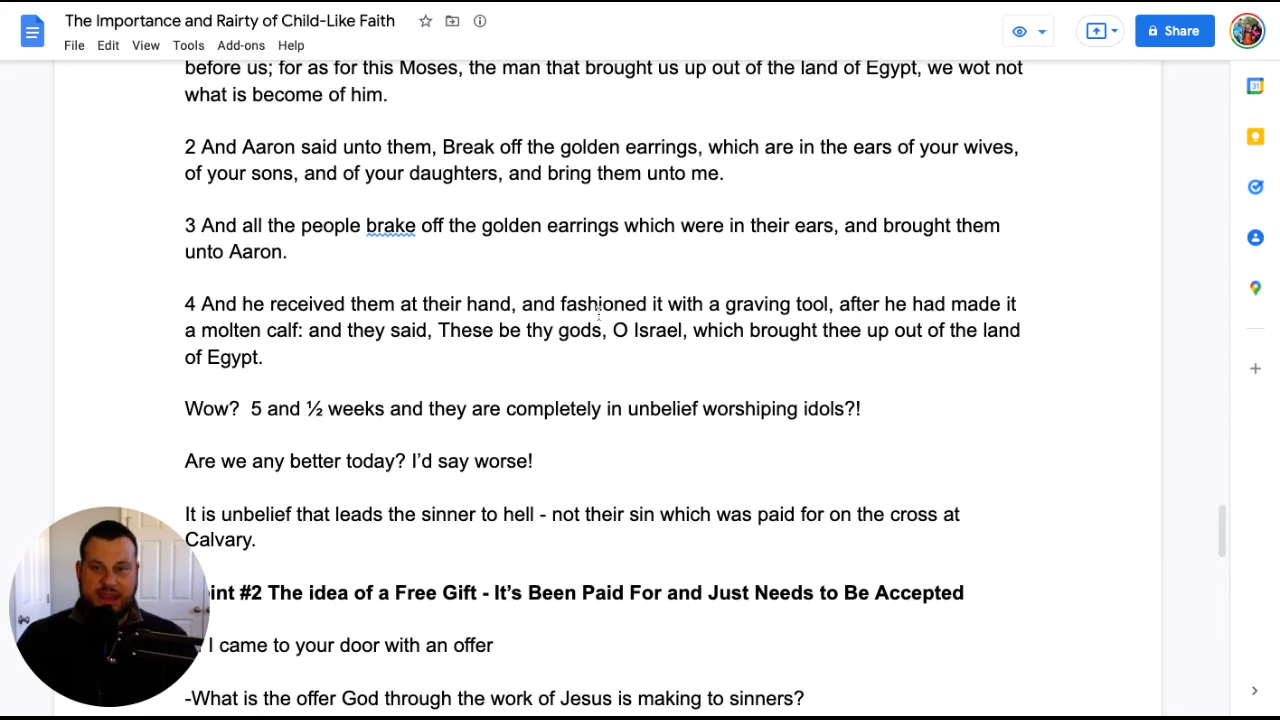 The Importance and Rairty of Child-Like Faith
Share
File Edit View Tools Add-ons Help
before us; for as for this Moses, the man that brought us up out of the land of Egypt, we wot not
what is become of him.
2 And Aaron said unto them, Break off the golden earrings, which are in the ears of your wives,
of your sons, and of your daughters, and bring them unto me.
3 And all the people brake off the golden earrings which were in their ears, and brought them
unto Aaron.
4 And he received them at their hand, and fashioned it with a graving tool, after he had made it
a molten calf: and they said, These be thy gods, O Israel, which brought thee up out of the land
of Egypt.
Wow?  5 and ½ weeks and they are completely in unbelief worshiping idols?!
Are we any better today? I’d say worse!
It is unbelief that leads the sinner to hell - not their sin which was paid for on the cross at
Calvary.
int #2 The idea of a Free Gift - It’s Been Paid For and Just Needs to Be Accepted
I came to your door with an offer
-What is the offer God through the work of Jesus is making to sinners?
31